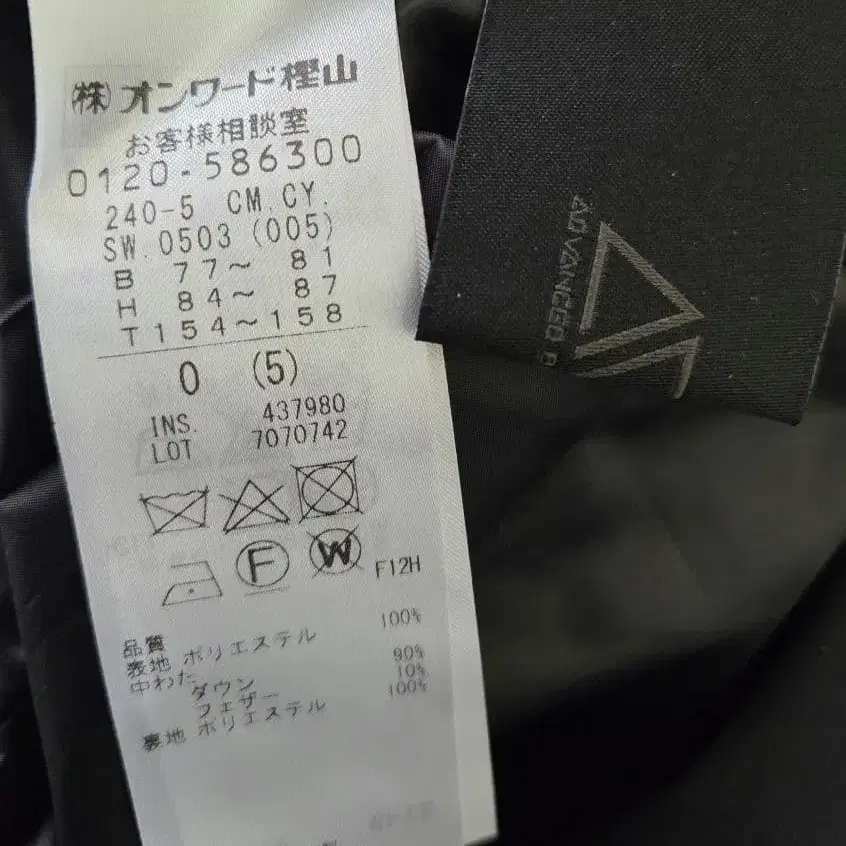 ㈱オンワード樫山
お客様相談室
0120-586300
240-5 CM.CY.
SW.0503 (005)
B 77～ 81
H 84～ 87
T154～158
0 (5)
INS. 437980
LOT 7070742
F
W
F12H
品質
表地 ポリエステル 100%
中わた
ダウン 90%
フェザー 10%
裏地 ポリエステル 100%